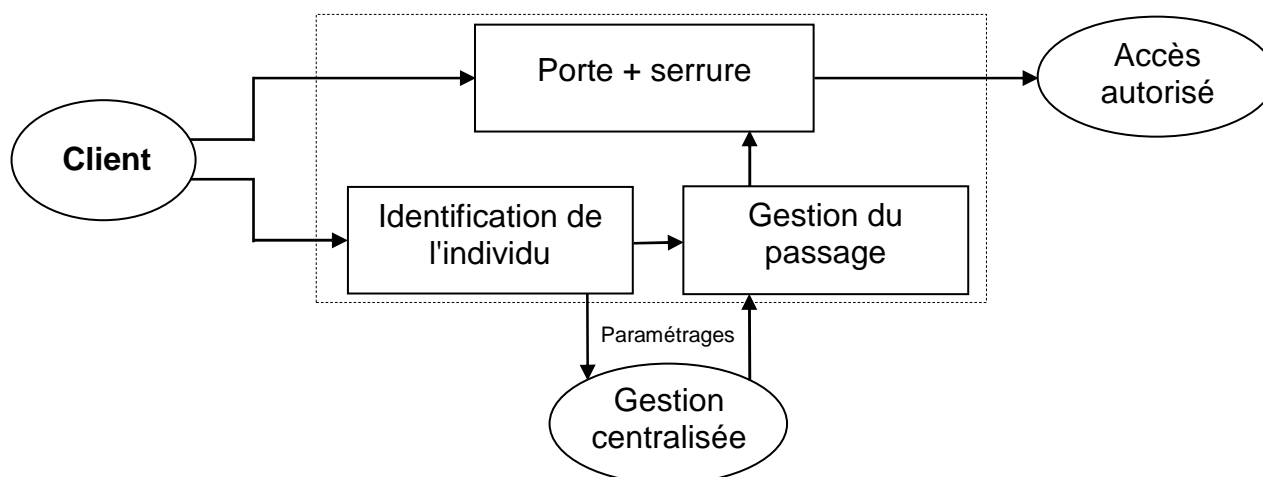 Porte + serrure
Accès
autorisé
Client
Identification de
l'individu
Gestion du
passage
Paramétrages
Gestion
centralisée